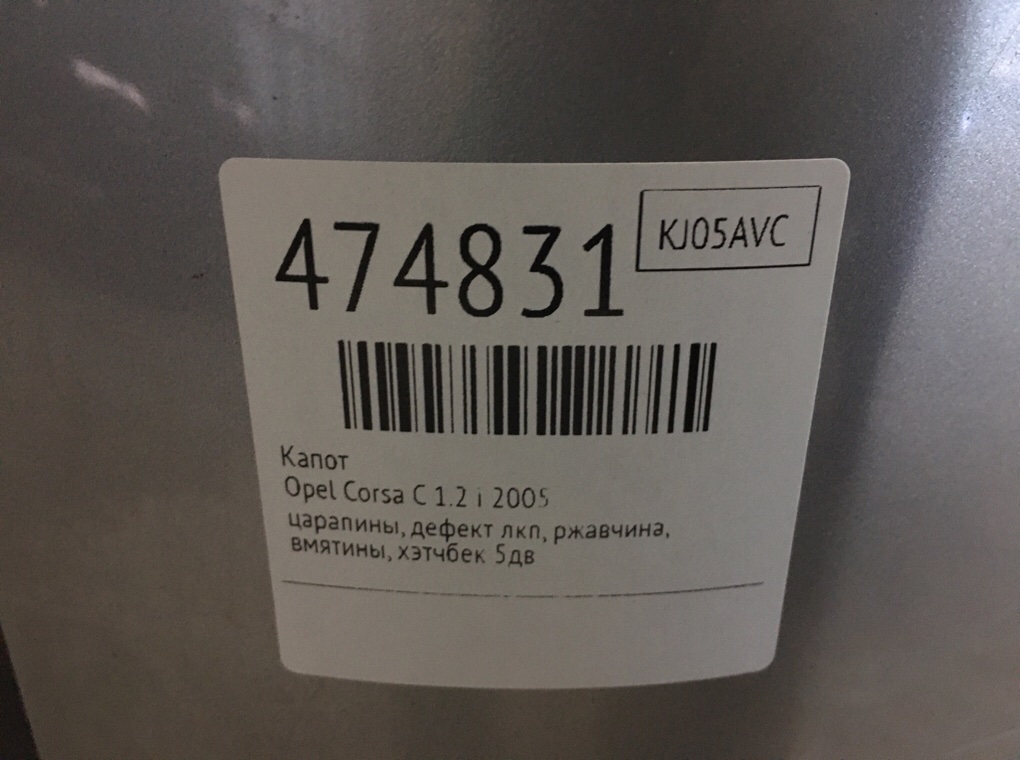 474831
KJ05AVC
Капот
Opel Corsa C 1.2 i 2005
царапины, дефект лкп, ржавчина,
вмятины, хэтчбек 5дв